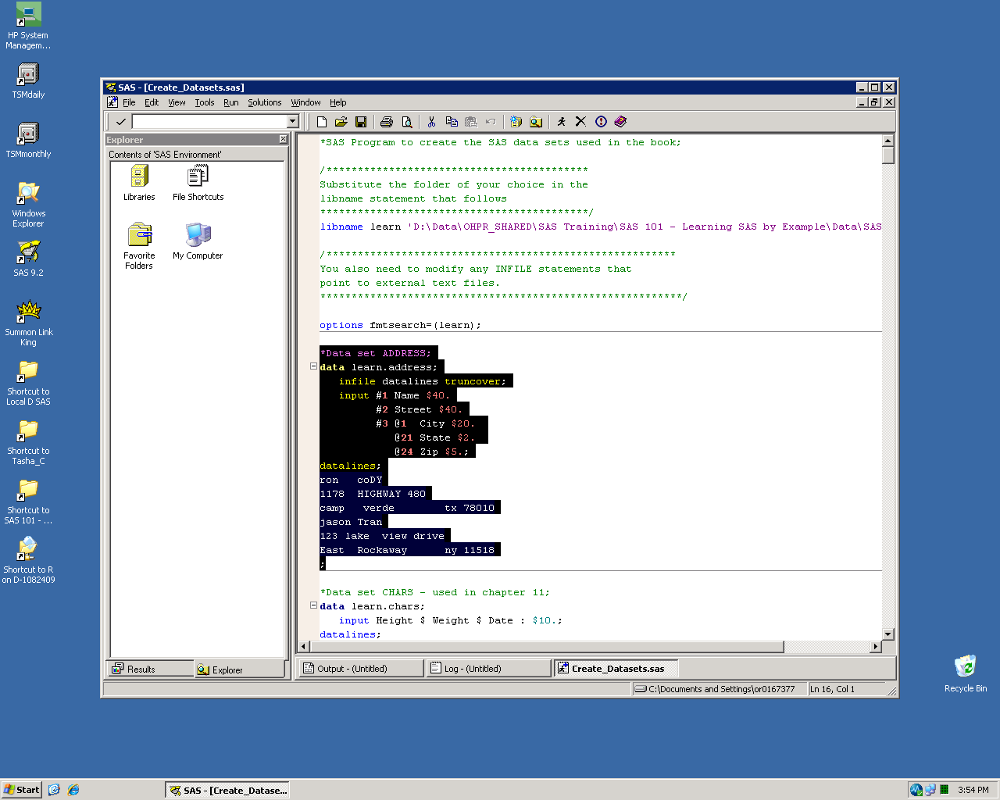 HP System
Managem...
TSMdaily
TSMmonthly
Windows
Explorer
SAS 9.2
Summon Link
King
Shortcut to
Local D SAS
Shortcut to
Tasha_C
Shortcut to
SAS 101 - ...
Shortcut to R
on D-1082409
SAS - [Create_Datasets.sas]
File Edit View Tools Run Solutions Window Help
Explorer
Contents of 'SAS Environment'
Libraries
File Shortcuts
Favorite
Folders
My Computer
Results
Explorer
*SAS Program to create the SAS data sets used in the book;
/******************************************
Substitute the folder of your choice in the
libname statement that follows
*******************************************/
libname learn 'D:\Data\OHPR_SHARED\SAS Training\SAS 101 - Learning SAS by Example\Data\SAS
/********************************************************
You also need to modify any INFILE statements that
point to external text files.
**********************************************************/
options fmtsearch=(learn);
*Data set ADDRESS;
data learn.address;
   infile datalines truncover;
   input #1 Name $40.
         #2 Street $40.
         #3 @1  City $20.
            @21 State $2.
            @24 Zip $5.;
datalines;
ron   coDY
1178  HIGHWAY 480
camp   verde        tx 78010
jason Tran
123 lake  view drive
East  Rockaway      ny 11518
;
*Data set CHARS - used in chapter 11;
data learn.chars;
   input Height $ Weight $ Date : $10.;
datalines;
Output - (Untitled)
Log - (Untitled)
Create_Datasets.sas
C:\Documents and Settings\or0167377
Ln 16, Col 1
Recycle Bin
Start
SAS - [Create_Datase...
3:54 PM